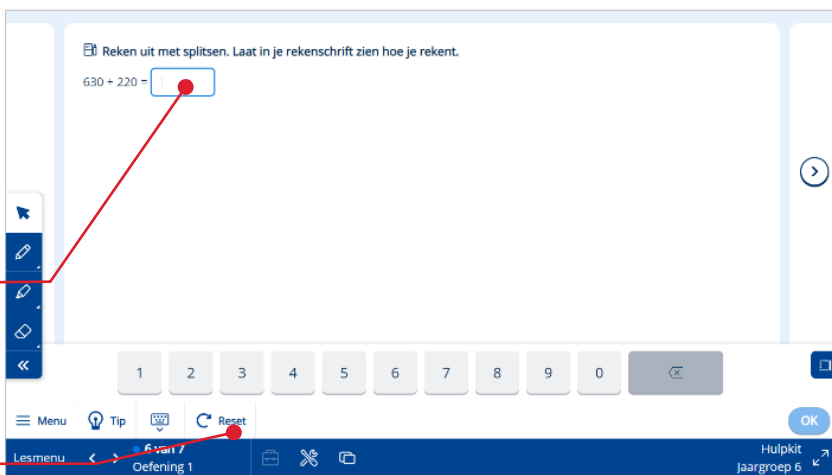 Reken uit met splitsen. Laat in je rekenschrift zien hoe je rekent.
630 + 220 =
1 2 3 4 5 6 7 8 9 0
Menu Tip Reset OK
Lesmenu 6 van 7 Hulpkit
Oefening 1 Jaargroep 6